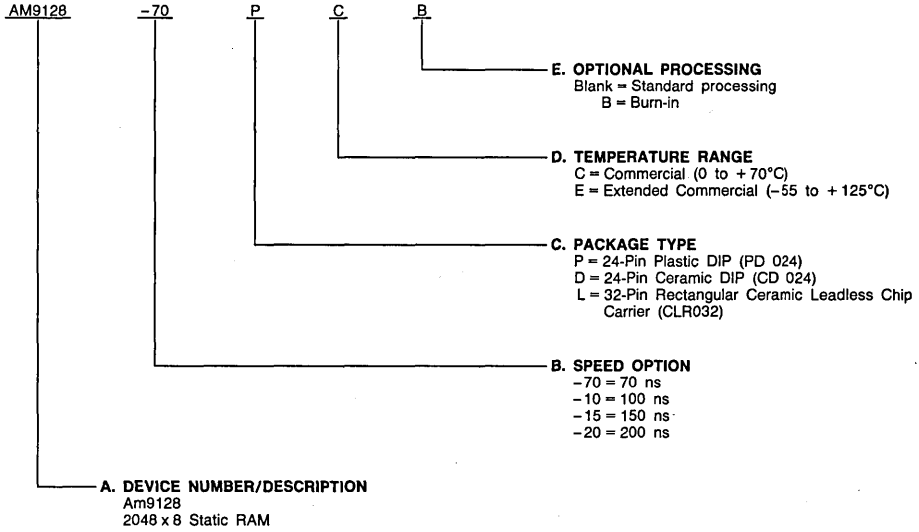 AM9128 -70 P C B
E. OPTIONAL PROCESSING
Blank = Standard processing
B = Burn-in
D. TEMPERATURE RANGE
C = Commercial (0 to +70°C)
E = Extended Commercial (-55 to +125°C)
C. PACKAGE TYPE
P = 24-Pin Plastic DIP (PD 024)
D = 24-Pin Ceramic DIP (CD 024)
L = 32-Pin Rectangular Ceramic Leadless Chip
Carrier (CLR032)
B. SPEED OPTION
-70 = 70 ns
-10 = 100 ns
-15 = 150 ns
-20 = 200 ns
A. DEVICE NUMBER/DESCRIPTION
Am9128
2048 x 8 Static RAM